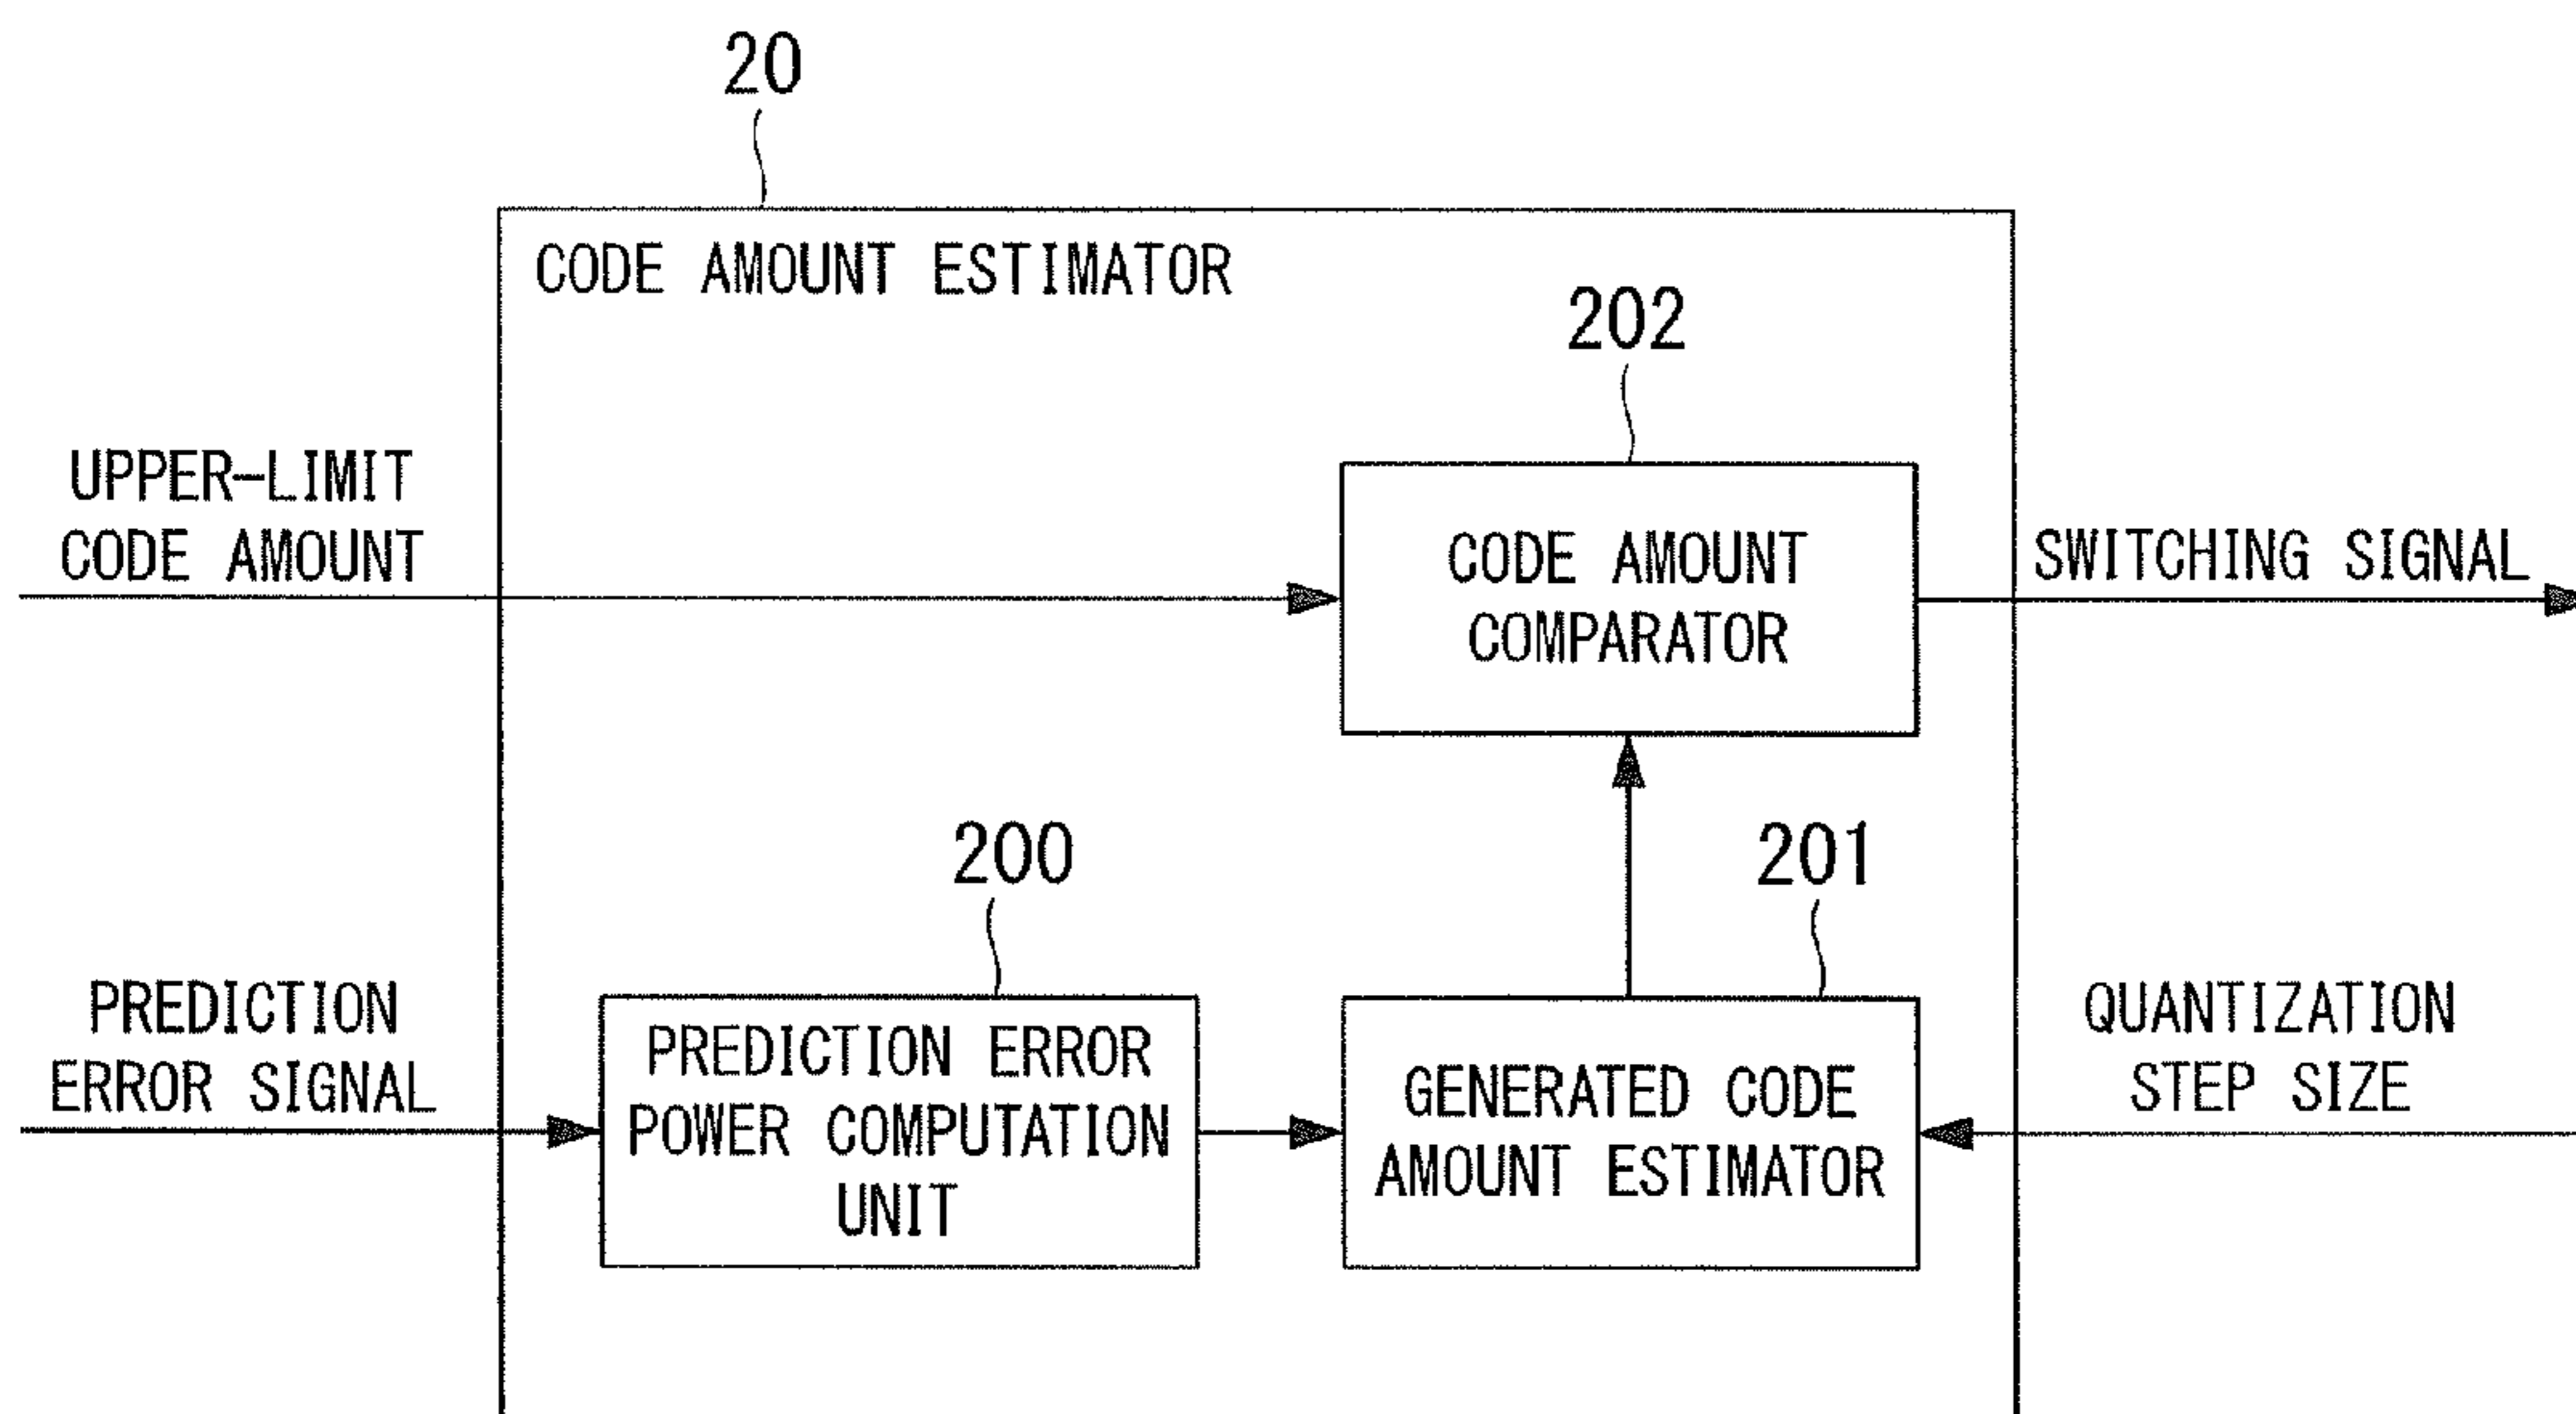 20
CODE AMOUNT ESTIMATOR
202
UPPER-LIMIT
CODE AMOUNT
CODE AMOUNT
COMPARATOR
SWITCHING SIGNAL
200
201
PREDICTION
ERROR SIGNAL
PREDICTION ERROR
POWER COMPUTATION
UNIT
GENERATED CODE
AMOUNT ESTIMATOR
QUANTIZATION
STEP SIZE